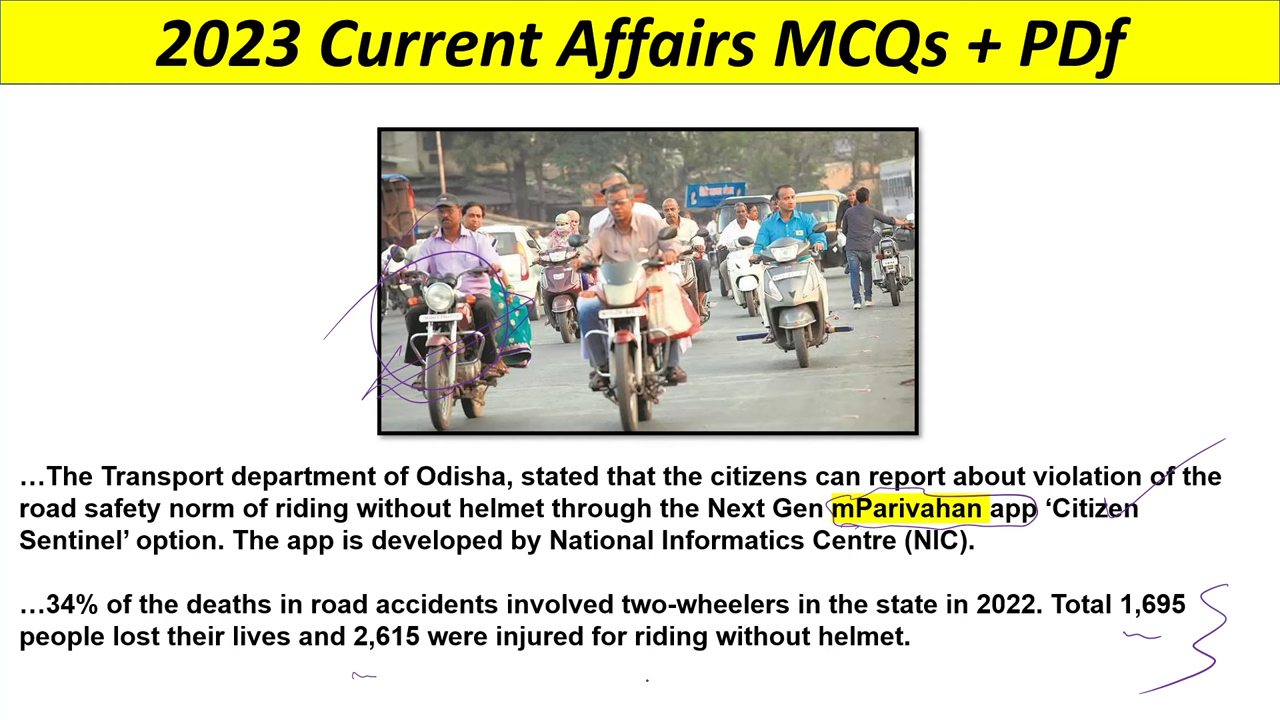 2023 Current Affairs MCQs + PDf
…The Transport department of Odisha, stated that the citizens can report about violation of the
road safety norm of riding without helmet through the Next Gen mParivahan app ‘Citizen
Sentinel’ option. The app is developed by National Informatics Centre (NIC).
…34% of the deaths in road accidents involved two-wheelers in the state in 2022. Total 1,695
people lost their lives and 2,615 were injured for riding without helmet.